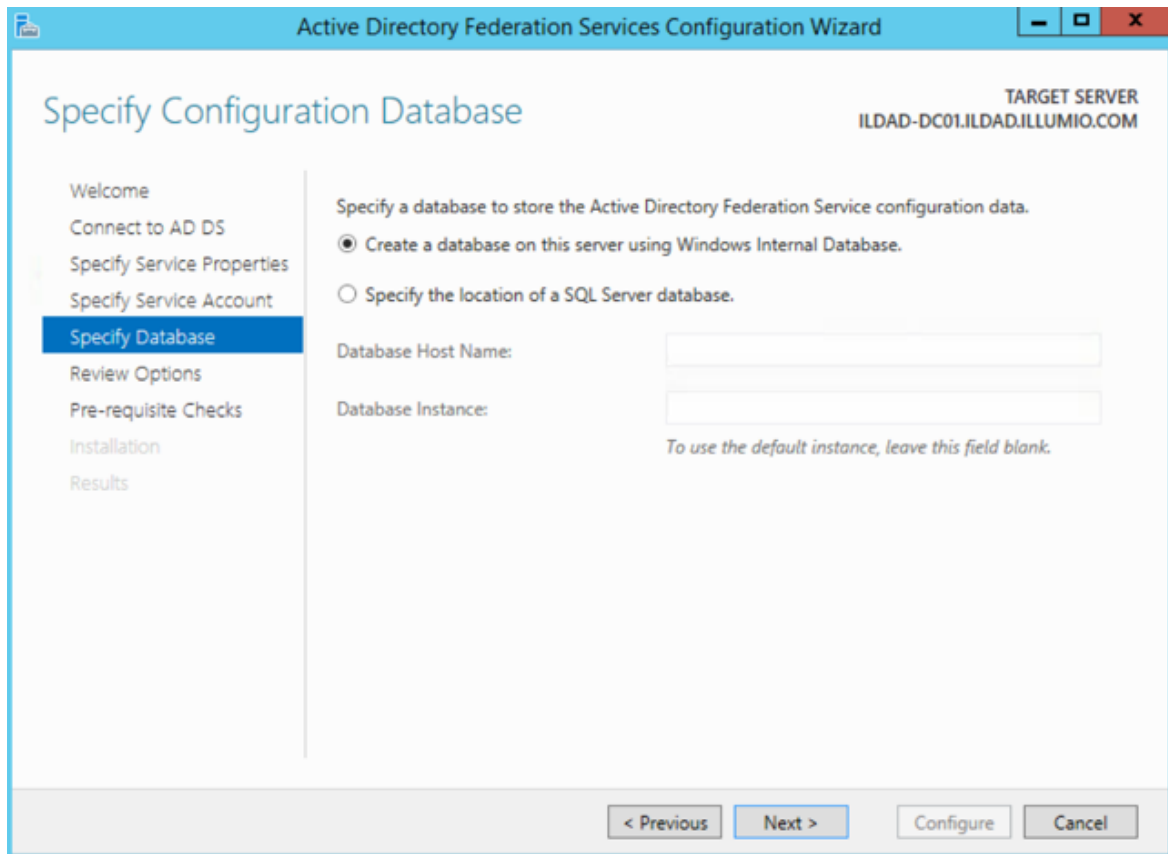 Active Directory Federation Services Configuration Wizard
Specify Configuration Database
TARGET SERVER
ILDAD-DC01.ILDAD.ILLUMIO.COM
Welcome
Connect to AD DS
Specify Service Properties
Specify Service Account
Specify Database
Review Options
Pre-requisite Checks
Installation
Results
Specify a database to store the Active Directory Federation Service configuration data.
Create a database on this server using Windows Internal Database.
Specify the location of a SQL Server database.
Database Host Name:
Database Instance:
To use the default instance, leave this field blank.
< Previous
Next >
Configure
Cancel